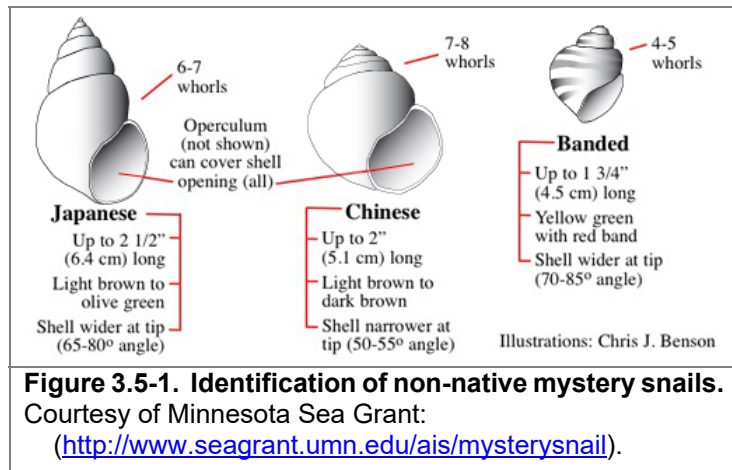 6-7
whorls
7-8
whorls
4-5
whorls
Operculum
(not shown)
can cover shell
opening (all)
Japanese
Up to 2 1/2”
(6.4 cm) long
Light brown to
olive green
Shell wider at tip
(65-80º angle)
Chinese
Up to 2”
(5.1 cm) long
Light brown to
dark brown
Shell narrower at
tip (50-55º angle)
Banded
Up to 1 3/4”
(4.5 cm) long
Yellow green
with red band
Shell wider at tip
(70-85º angle)
Illustrations: Chris J. Benson
Figure 3.5-1. Identification of non-native mystery snails.
Courtesy of Minnesota Sea Grant:
(http://www.seagrant.umn.edu/ais/mysterysnail).